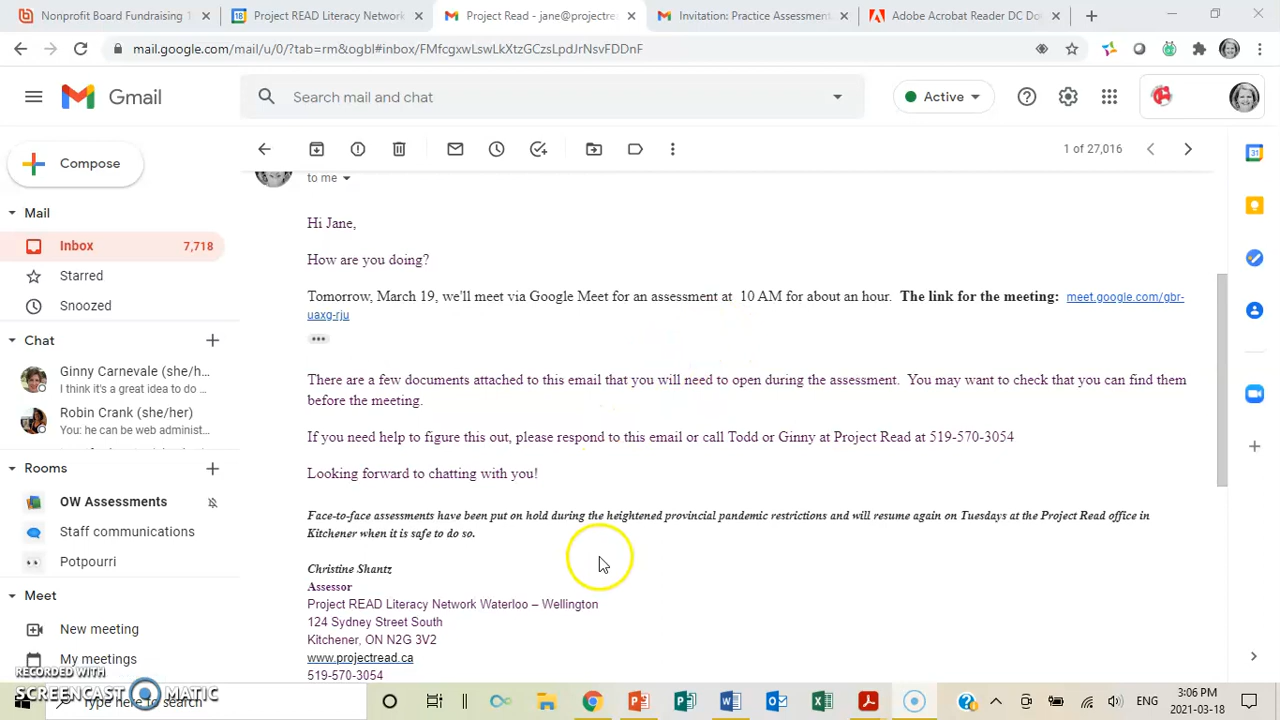 Nonprofit Board Fundraising 1
Project READ Literacy Network
Project Read - jane@projectre
Invitation: Practice Assessment
Adobe Acrobat Reader DC Do
mail.google.com/mail/u/0/?tab=rm&ogbl#inbox/FMfcgxwLswLkXtzGCzsLpdJrNsvFDDnF
Gmail
Search mail and chat
Active
Compose
1 of 27,016
to me
Mail
Inbox 7,718
Starred
Snoozed
Chat
Ginny Carnevale (she/h...
I think it's a great idea to do ...
Robin Crank (she/her)
You: he can be web administ...
Rooms
OW Assessments
Staff communications
Potpourri
Meet
New meeting
My meetings
Hi Jane,
How are you doing?
Tomorrow, March 19, we'll meet via Google Meet for an assessment at 10 AM for about an hour. The link for the meeting: meet.google.com/gbr-
uaxg-rju
There are a few documents attached to this email that you will need to open during the assessment. You may want to check that you can find them
before the meeting.
If you need help to figure this out, please respond to this email or call Todd or Ginny at Project Read at 519-570-3054
Looking forward to chatting with you!
Face-to-face assessments have been put on hold during the heightened provincial pandemic restrictions and will resume again on Tuesdays at the Project Read office in
Kitchener when it is safe to do so.
Christine Shantz
Assessor
Project READ Literacy Network Waterloo – Wellington
124 Sydney Street South
Kitchener, ON N2G 3V2
www.projectread.ca
519-570-3054
RECORDED WITH
SCREENCAST MATIC
Type here to search
ENG
3:06 PM
2021-03-18